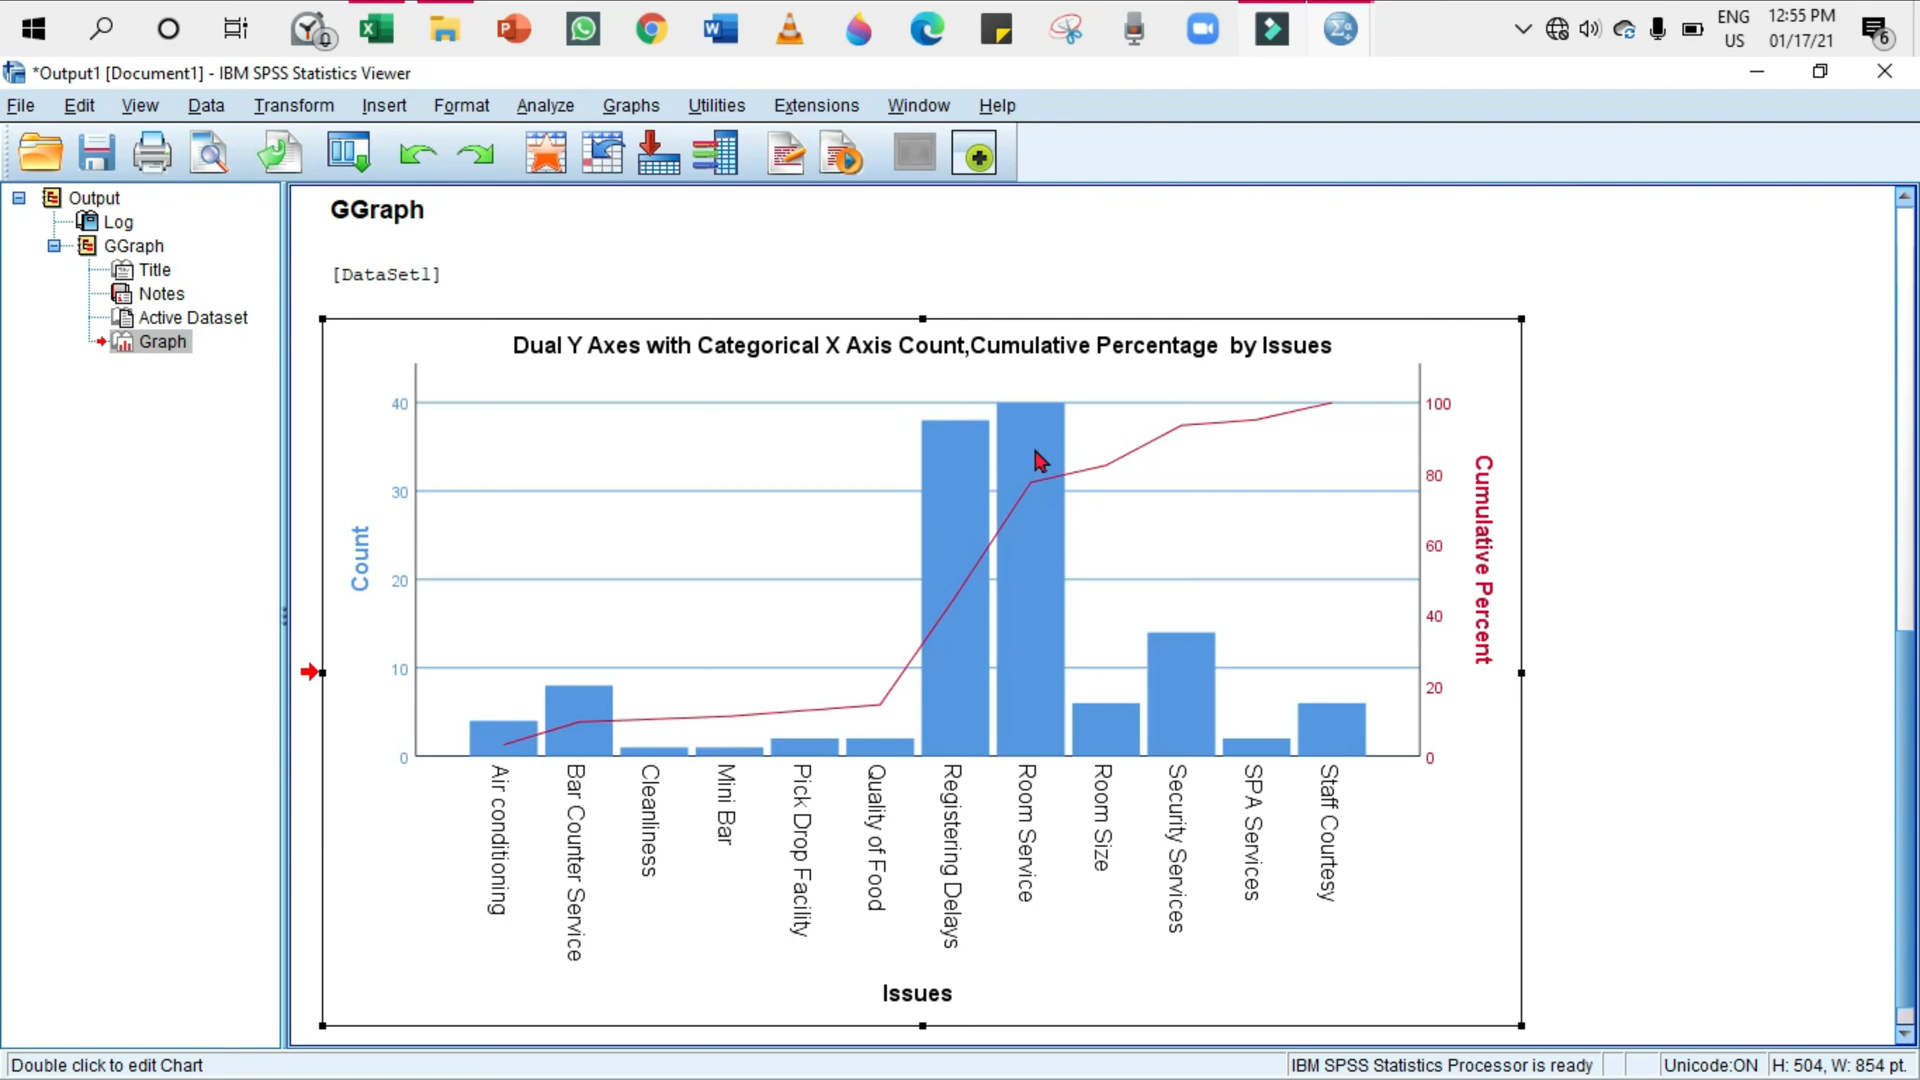 ENG
US
12:55 PM
01/17/21
6
*Output1 [Document1] - IBM SPSS Statistics Viewer
File Edit View Data Transform Insert Format Analyze Graphs Utilities Extensions Window Help
Output
Log
GGraph
Title
Notes
Active Dataset
Graph
GGraph
[DataSet1]
Dual Y Axes with Categorical X Axis Count,Cumulative Percentage by Issues
Count
40
30
20
10
0
100
80
60
40
20
0
Cumulative Percent
Air conditioning
Bar Counter Service
Cleanliness
Mini Bar
Pick Drop Facility
Quality of Food
Registering Delays
Room Service
Room Size
Security Services
SPA Services
Staff Courtesy
Issues
Double click to edit Chart
IBM SPSS Statistics Processor is ready
Unicode:ON
H: 504, W: 854 pt.